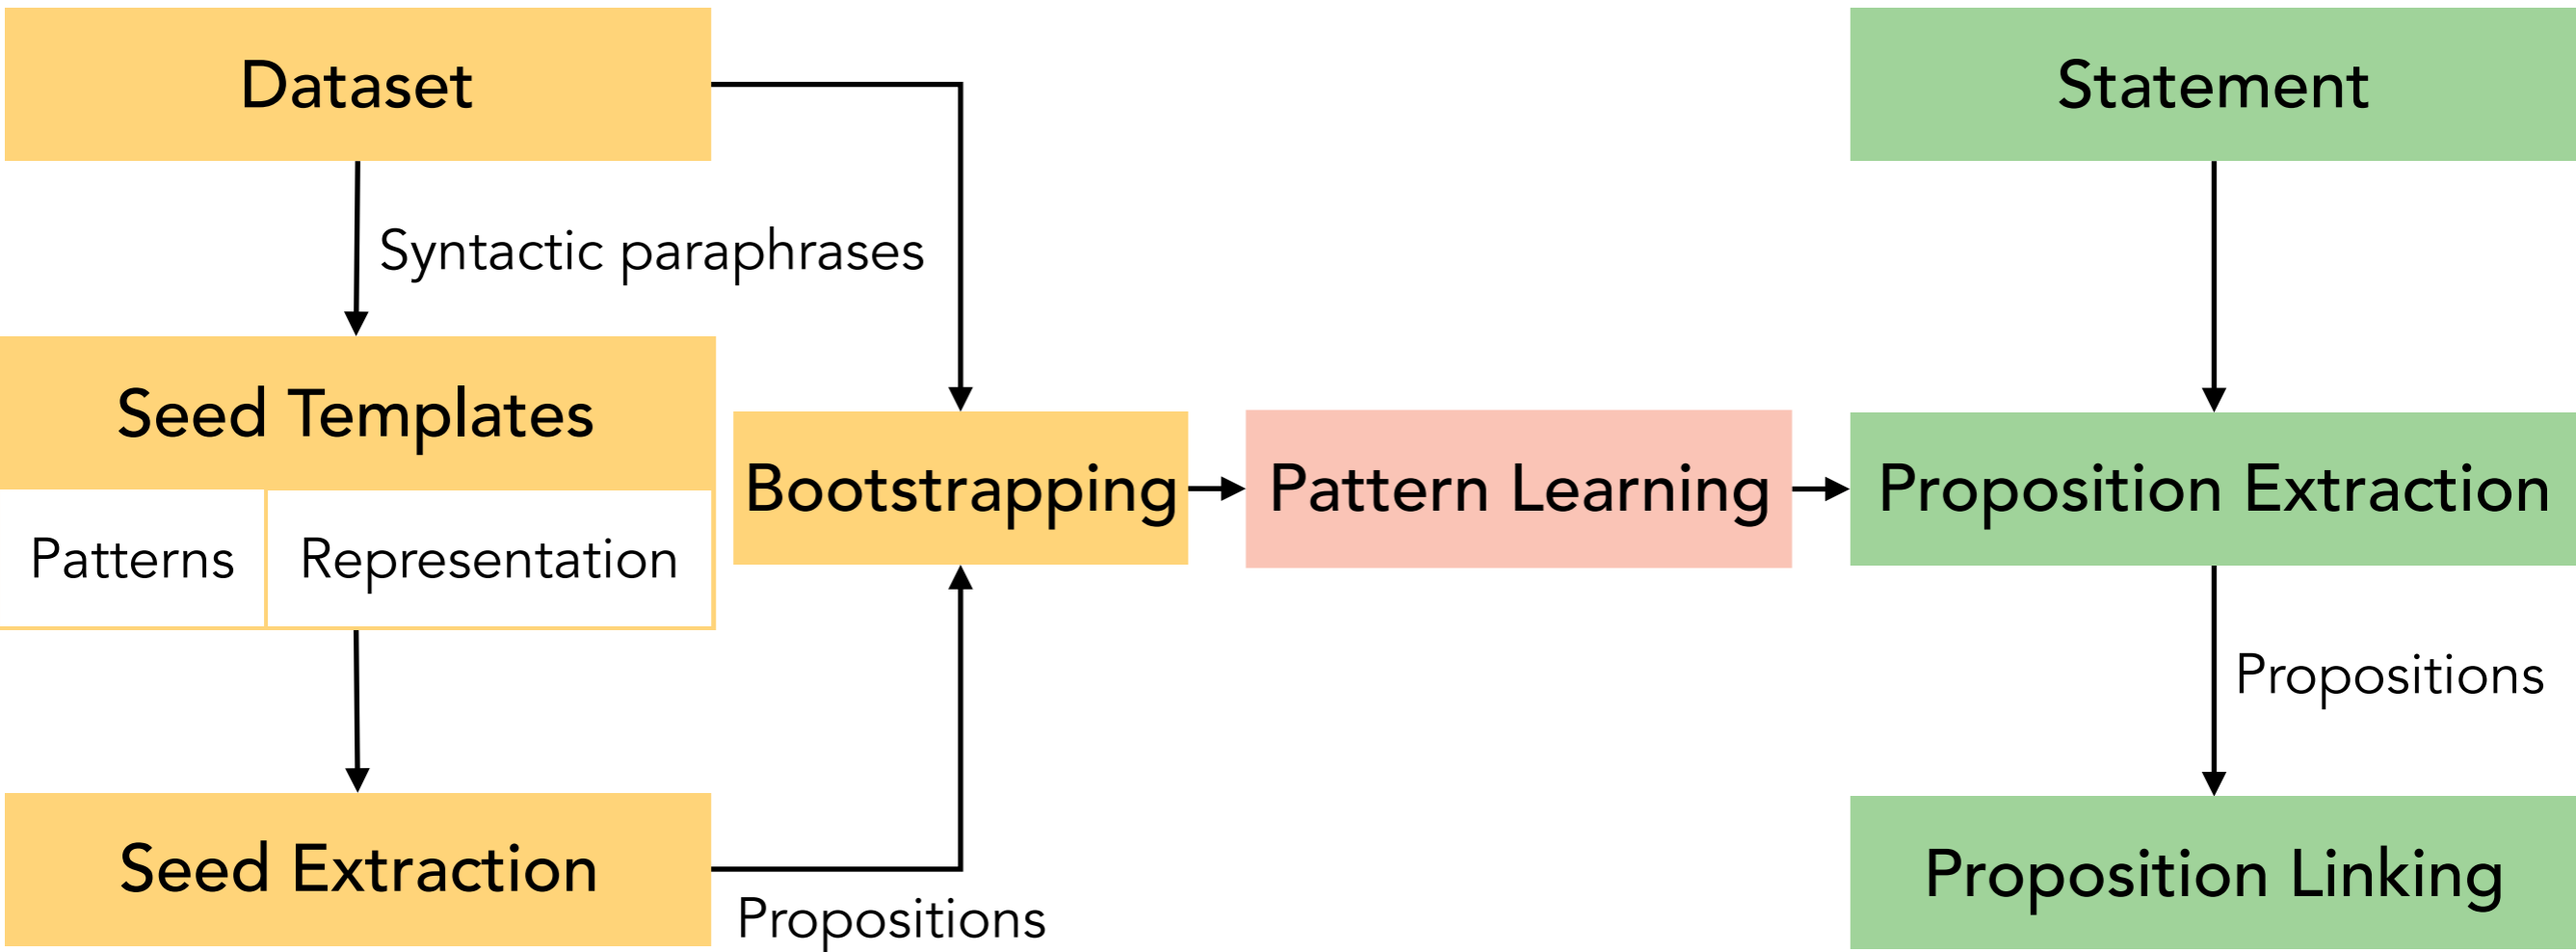 Dataset
Syntactic paraphrases
Seed Templates
Patterns
Representation
Seed Extraction
Propositions
Bootstrapping
Pattern Learning
Statement
Proposition Extraction
Propositions
Proposition Linking